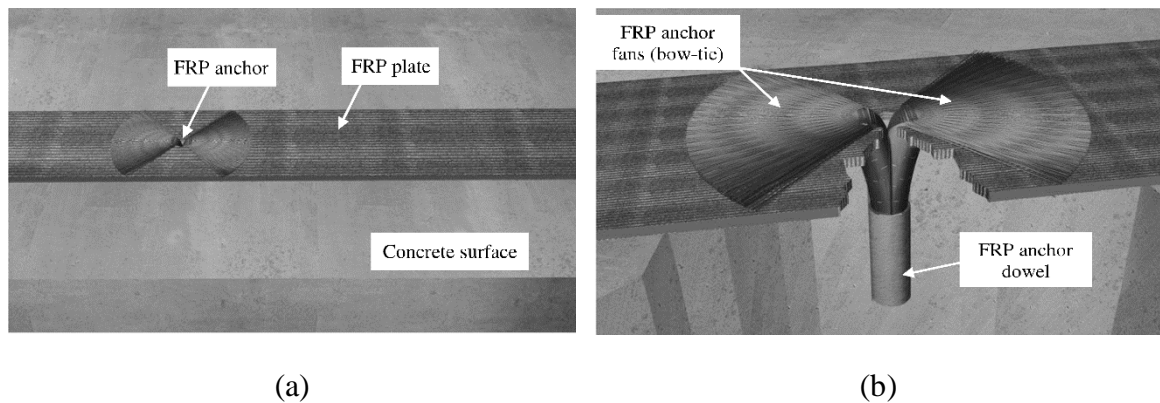 FRP anchor
FRP plate
Concrete surface
FRP anchor
fans (bow-tie)
FRP anchor
dowel
(a)
(b)